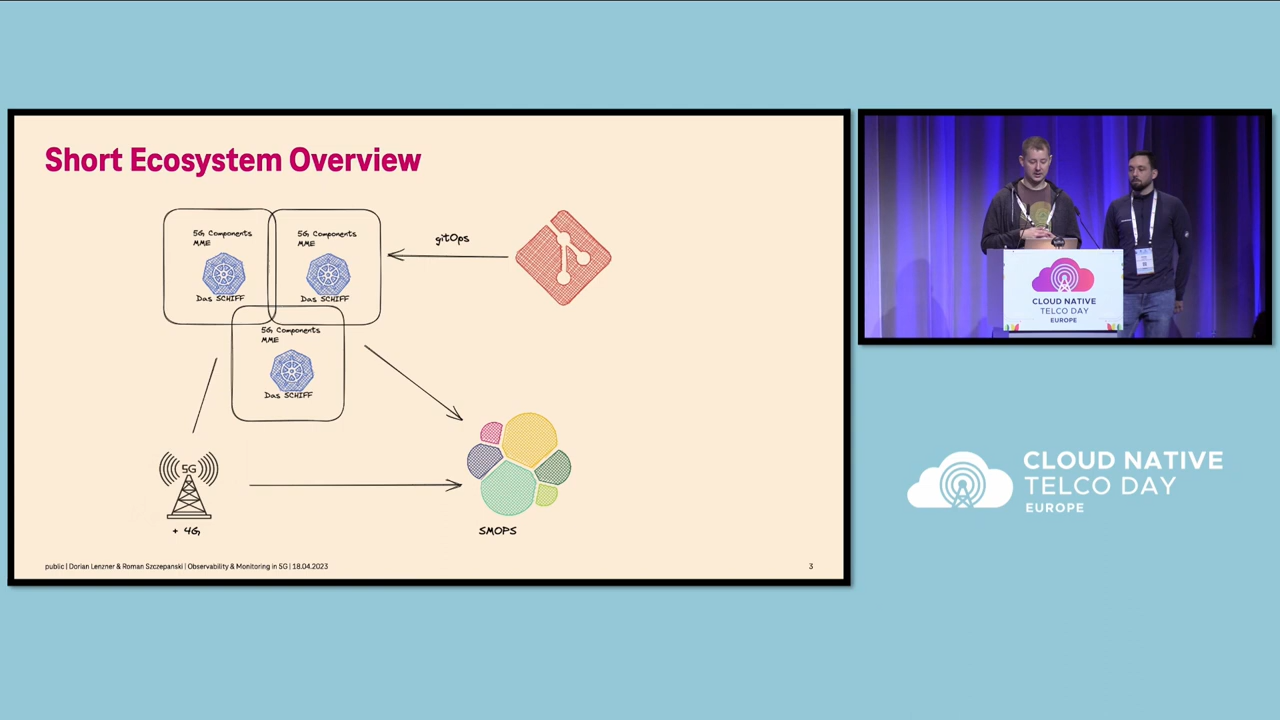 Short Ecosystem Overview
5G Components
MME
Das SCHIFF
5G Components
MME
Das SCHIFF
gitOps
5G Components
MME
Das SCHIFF
5G
+ 4G
SMOPS
public | Dorian Lenzner & Roman Szczepanski | Observability & Monitoring in 5G | 18.04.2023
3
CLOUD NATIVE
TELCO DAY
EUROPE
CLOUD NATIVE
TELCO DAY
EUROPE